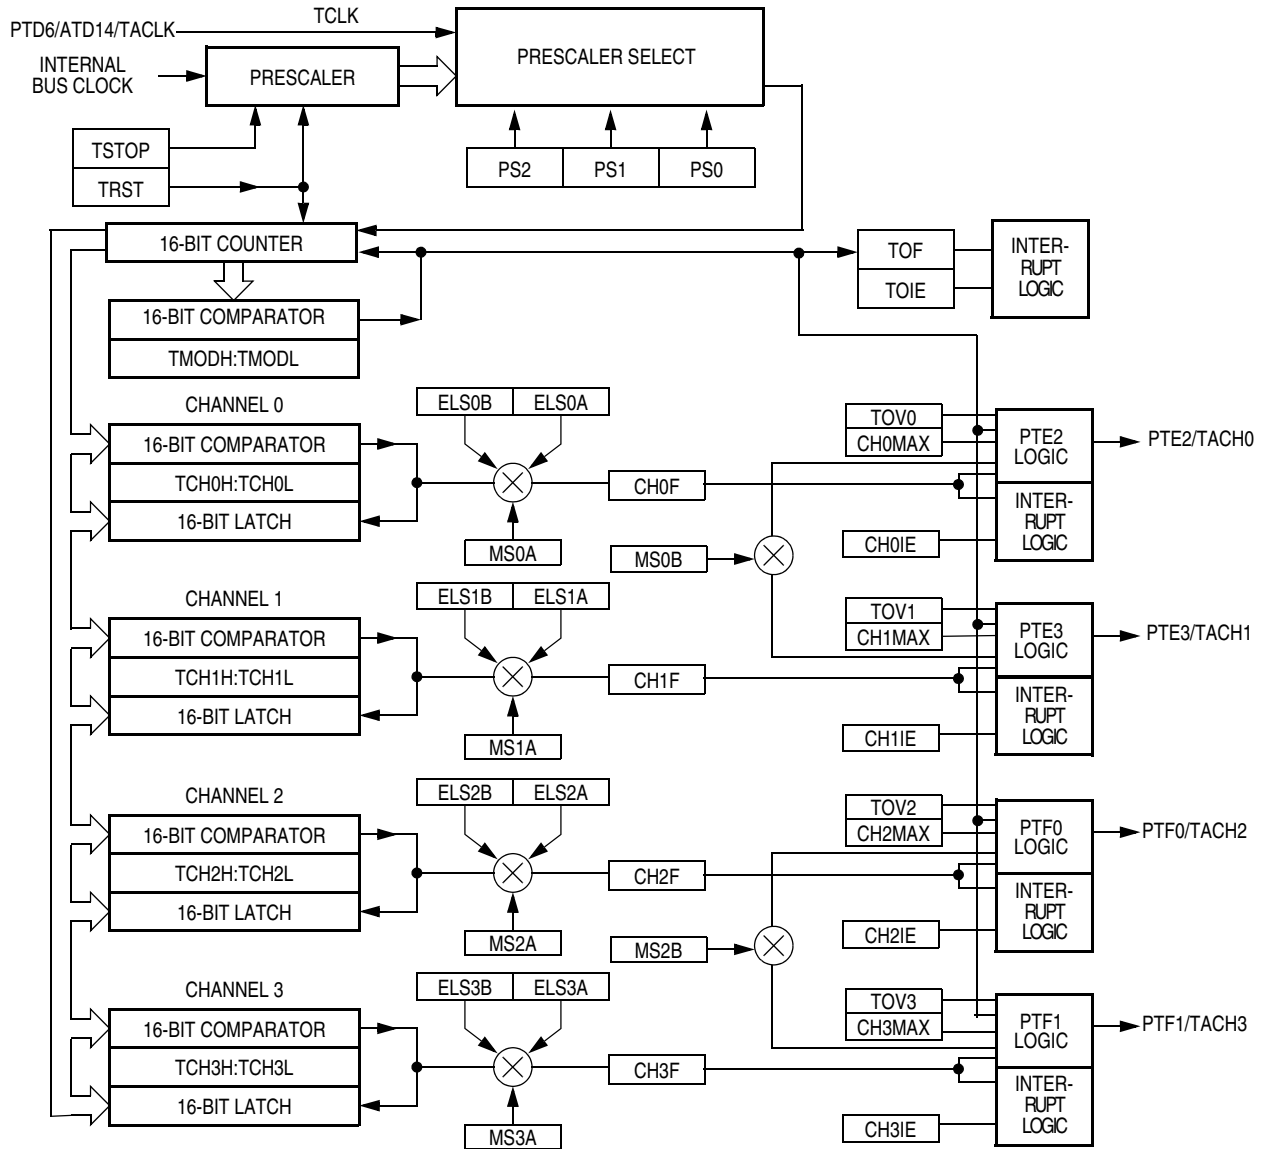 TCLK
PTD6/ATD14/TACLK
PRESCALER SELECT
INTERNAL
BUS CLOCK
PRESCALER
TSTOP
TRST
PS2
PS1
PS0
16-BIT COUNTER
TOF
TOIE
INTER-
RUPT
LOGIC
16-BIT COMPARATOR
TMODH:TMODL
CHANNEL 0
16-BIT COMPARATOR
TCH0H:TCH0L
16-BIT LATCH
ELS0B
ELS0A
MS0A
CH0F
MS0B
TOV0
CH0MAX
CH0IE
PTE2
LOGIC
INTER-
RUPT
LOGIC
PTE2/TACH0
CHANNEL 1
16-BIT COMPARATOR
TCH1H:TCH1L
16-BIT LATCH
ELS1B
ELS1A
MS1A
CH1F
TOV1
CH1MAX
CH1IE
PTE3
LOGIC
INTER-
RUPT
LOGIC
PTE3/TACH1
CHANNEL 2
16-BIT COMPARATOR
TCH2H:TCH2L
16-BIT LATCH
ELS2B
ELS2A
MS2A
CH2F
MS2B
TOV2
CH2MAX
CH2IE
PTF0
LOGIC
INTER-
RUPT
LOGIC
PTF0/TACH2
CHANNEL 3
16-BIT COMPARATOR
TCH3H:TCH3L
16-BIT LATCH
ELS3B
ELS3A
MS3A
CH3F
TOV3
CH3MAX
CH3IE
PTF1
LOGIC
INTER-
RUPT
LOGIC
PTF1/TACH3